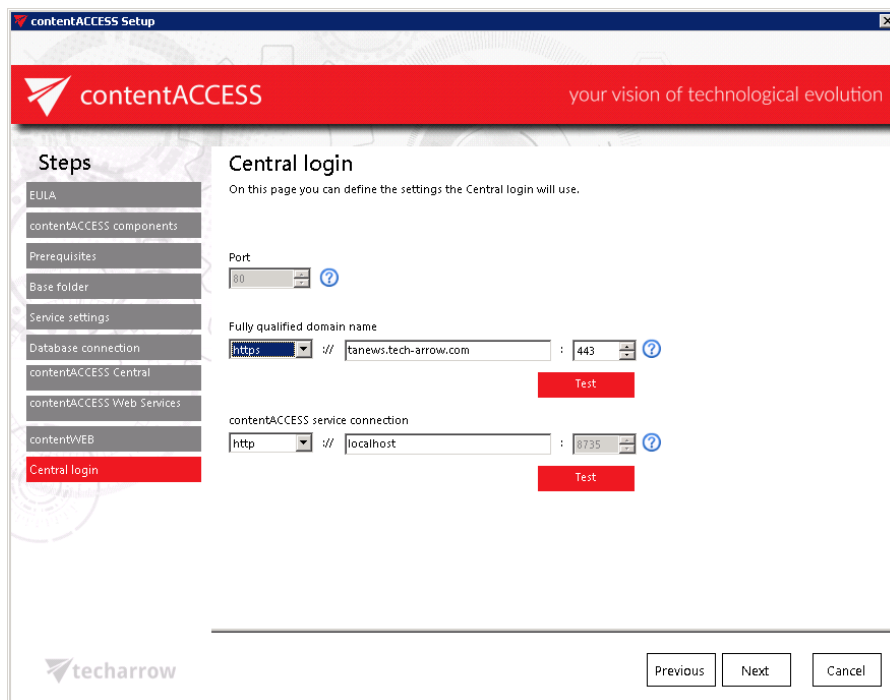 contentACCESS Setup
contentACCESS
your vision of technological evolution
Steps
EULA
contentACCESS components
Prerequisites
Base folder
Service settings
Database connection
contentACCESS Central
contentACCESS Web Services
contentWEB
Central login
Central login
On this page you can define the settings the Central login will use.
Port
80
Fully qualified domain name
https :// tanews.tech-arrow.com : 443
Test
contentACCESS service connection
http :// localhost : 8735
Test
techarrow
Previous Next Cancel